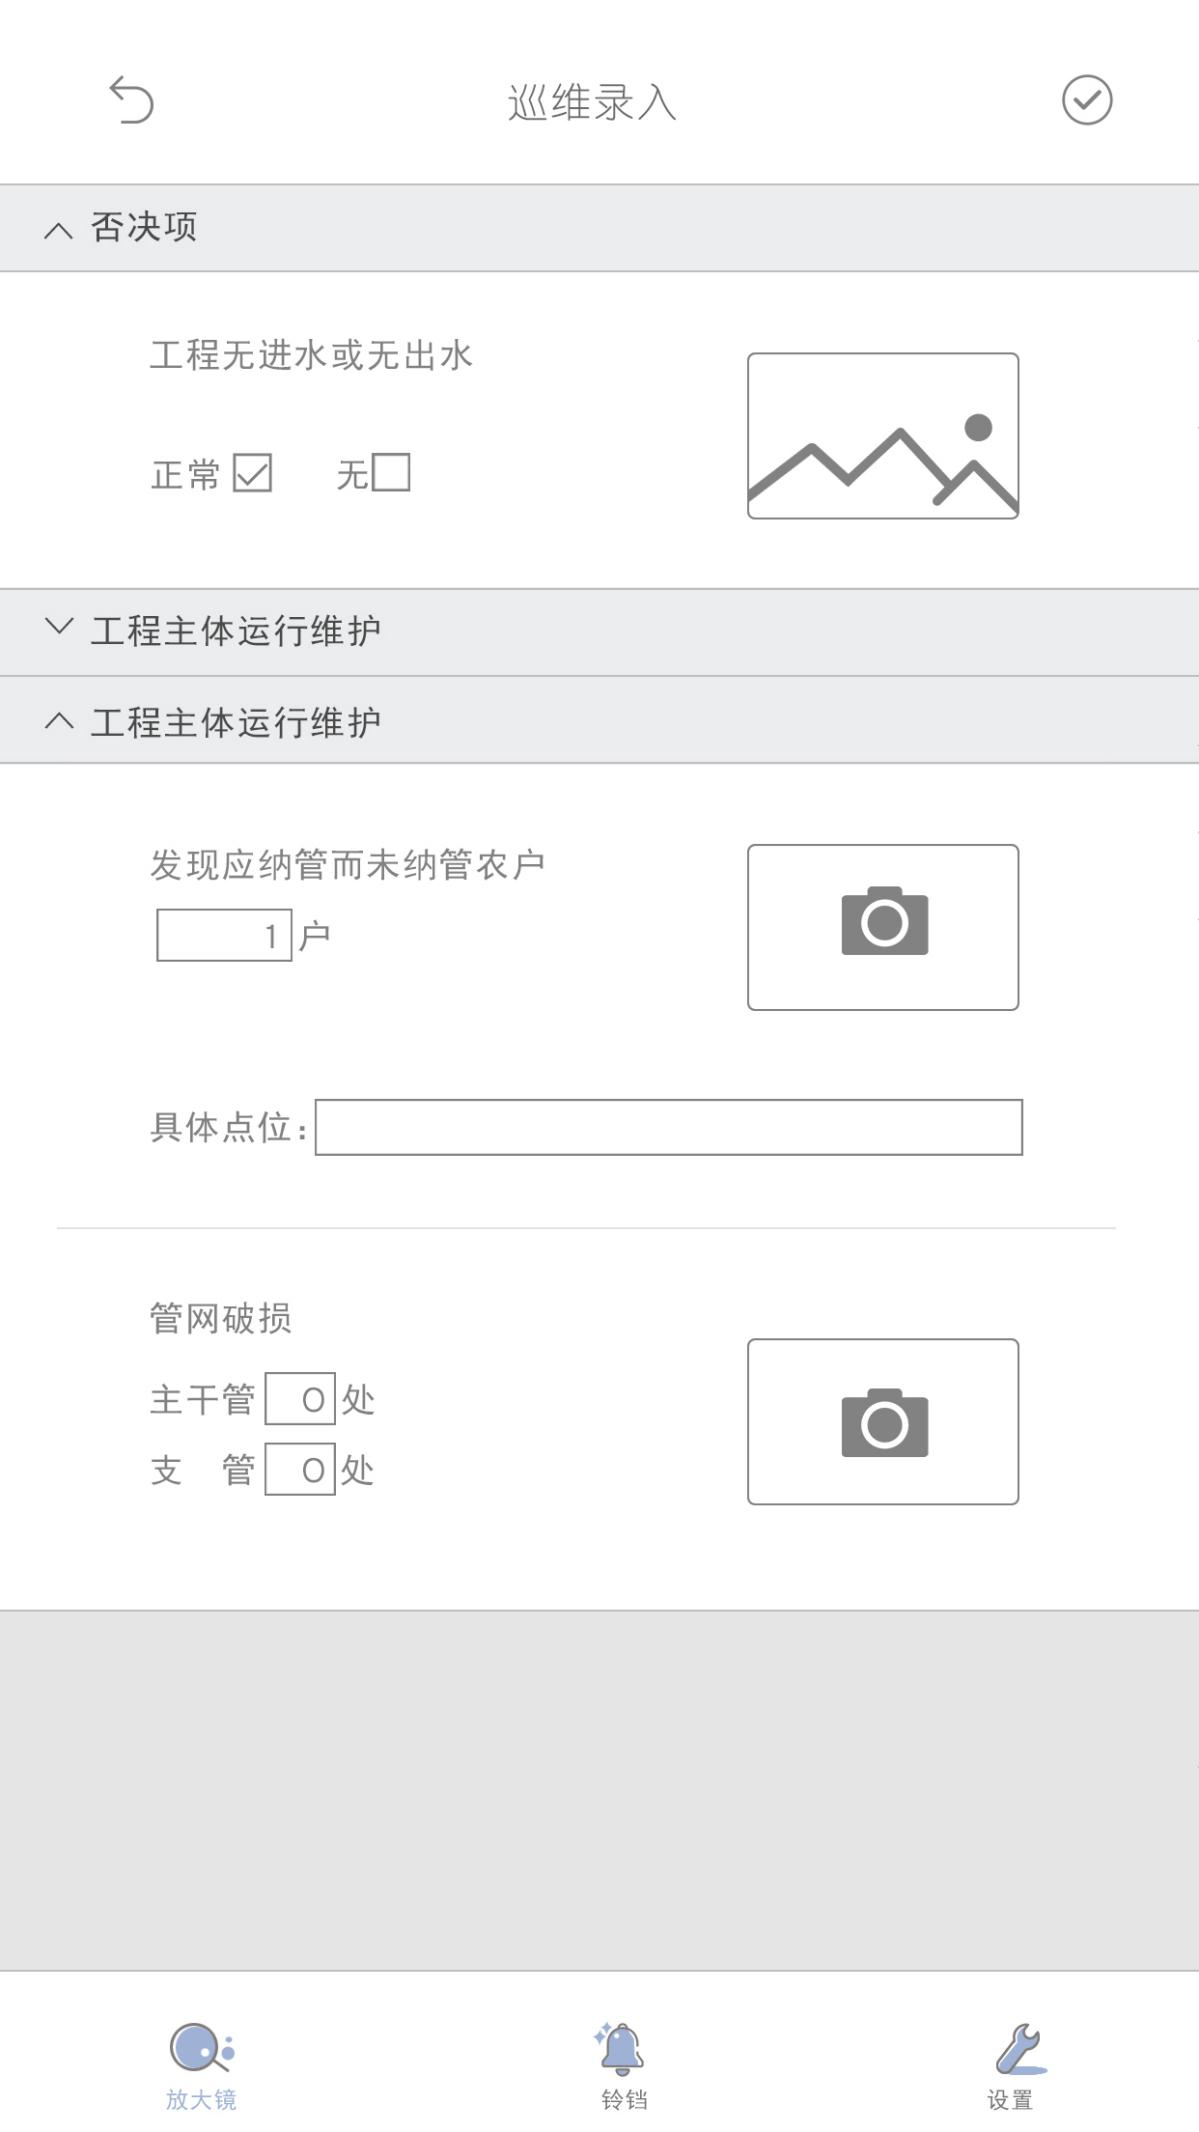 巡维录入
否决项
工程无进水或无出水
正常 无
工程主体运行维护
工程主体运行维护
发现应纳管而未纳管农户
1 户
具体点位：
管网破损
主干管 0 处
支 管 0 处
放大镜 铃铛 设置